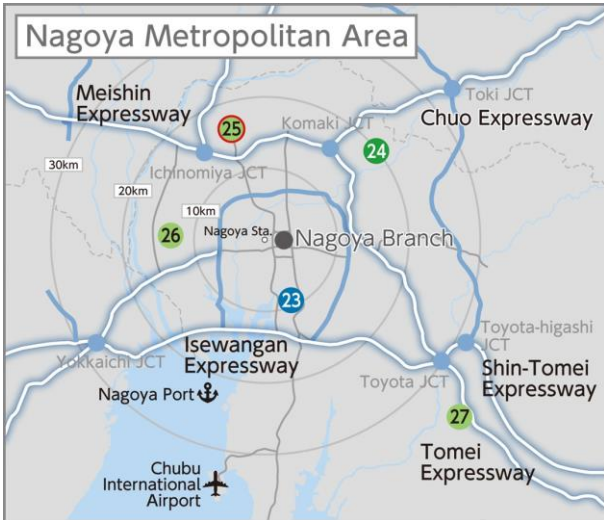 Nagoya Metropolitan Area
Meishin
Expressway
25
Komaki JCT
Toki JCT
Chuo Expressway
24
Ichinomiya JCT
30km
20km
10km
26
Nagoya Sta.
Nagoya Branch
23
Yokkaichi JCT
Isewangan
Expressway
Toyota-higashi
JCT
Toyota JCT
Shin-Tomei
Expressway
Nagoya Port
27
Tomei
Expressway
Chubu
International
Airport